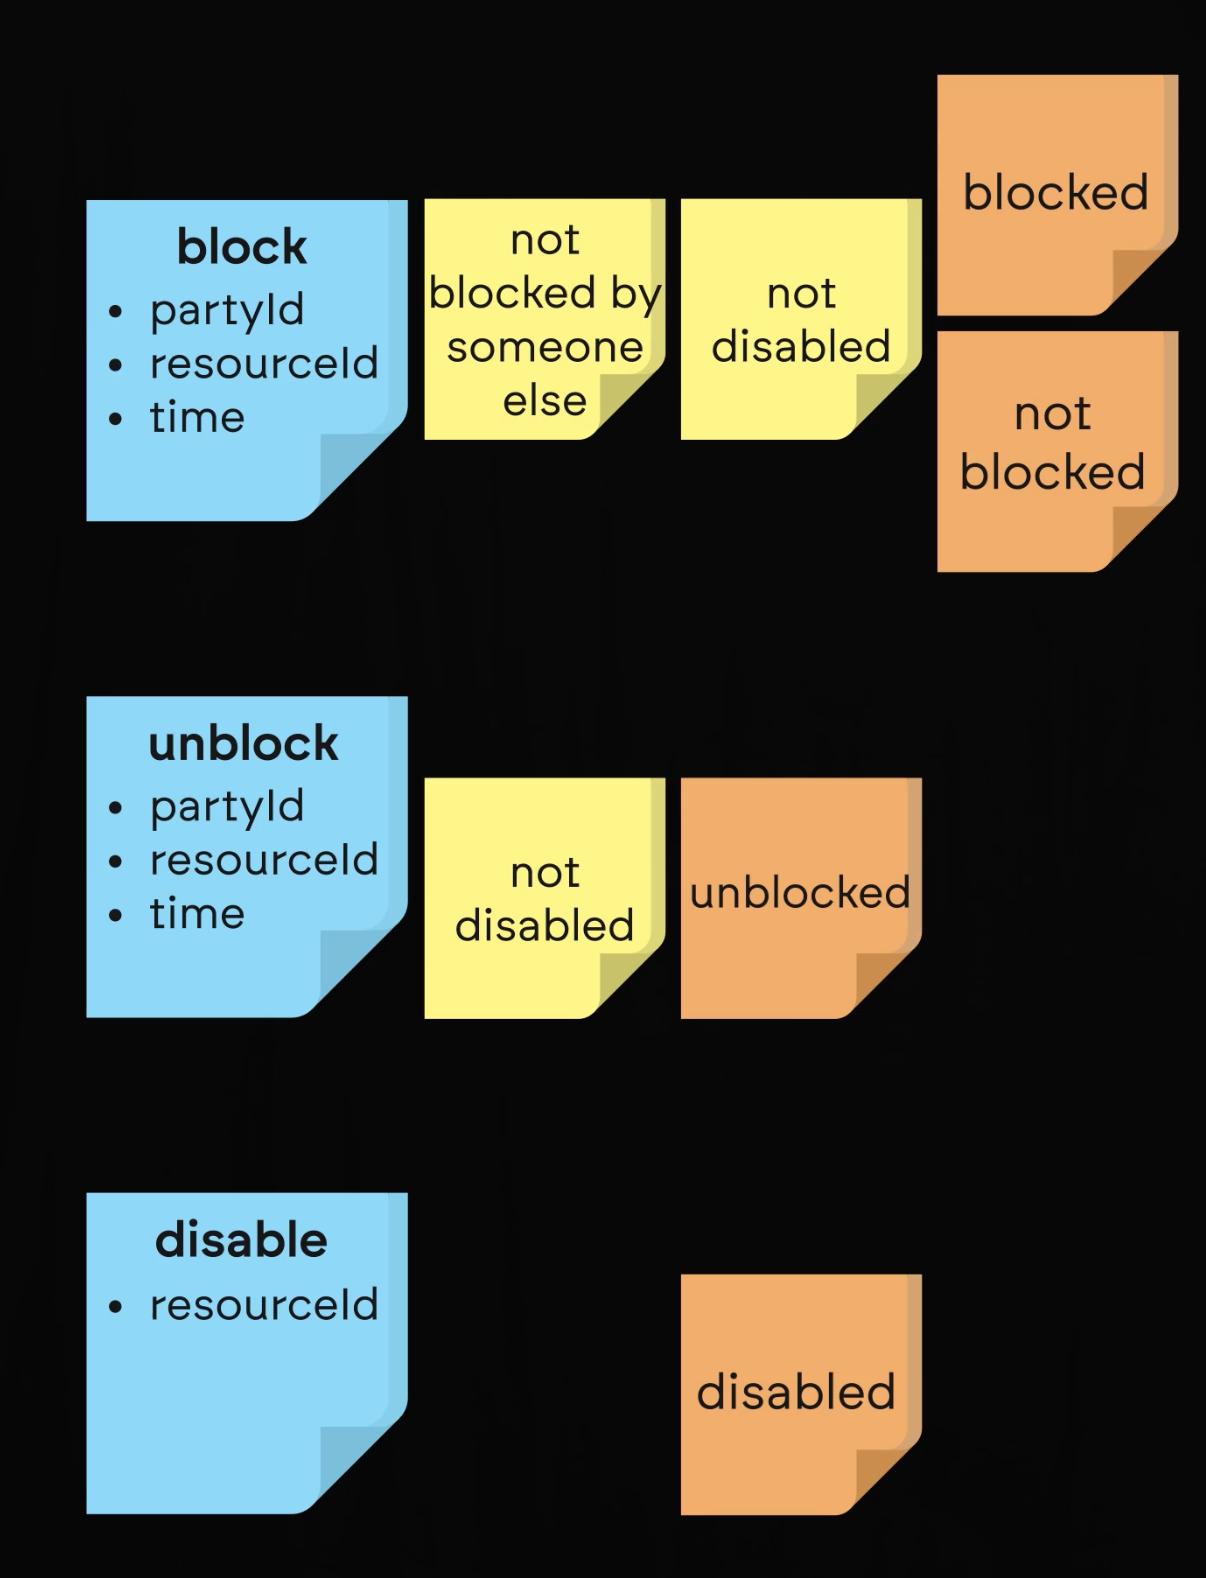 block
• partyId
• resourceId
• time
not
blocked by
someone
else
not
disabled
blocked
not
blocked
unblock
• partyId
• resourceId
• time
not
disabled
unblocked
disable
• resourceId
disabled